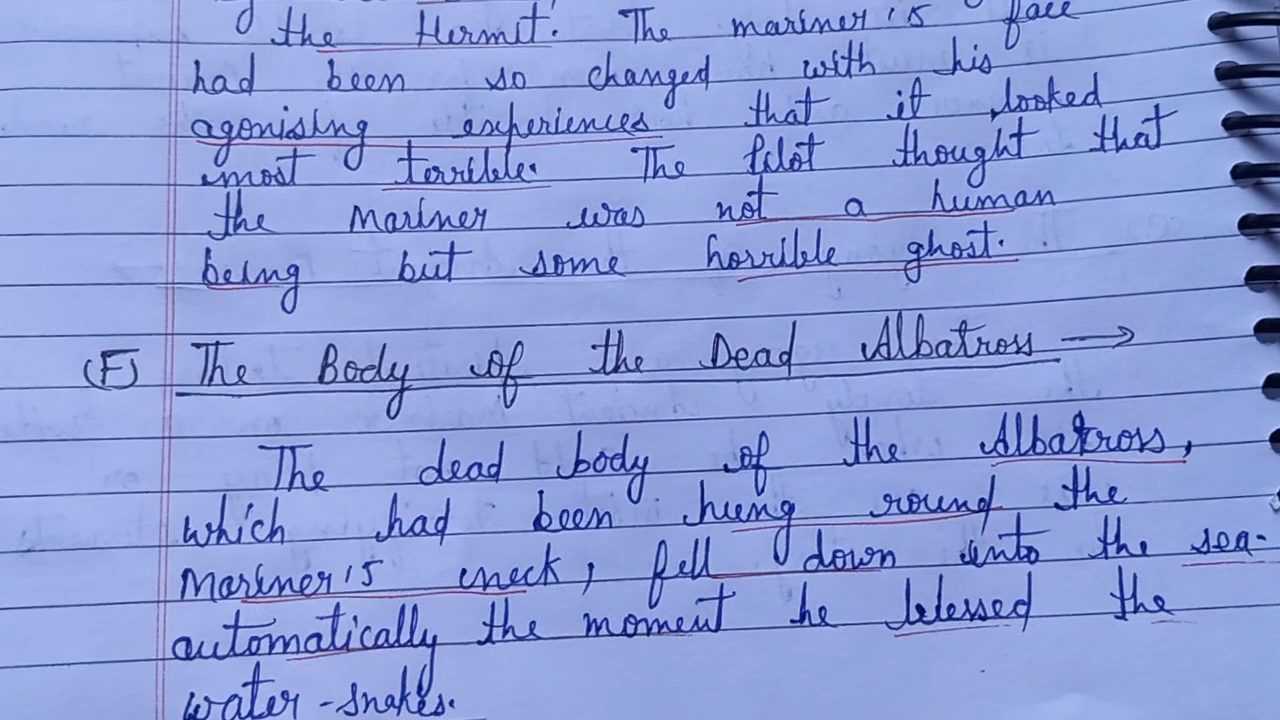 the Hermit. The mariner's face
had been so changed with his
agonising experiences that it looked
most terrible. The Pilot thought that
the mariner was not a human
being but some horrible ghost.
(F) The Body of the Dead Albatross →
The dead body of the Albatross,
which had been hung round the
Mariner's neck, fell down into the sea-
automatically the moment he blessed the
water-snakes.